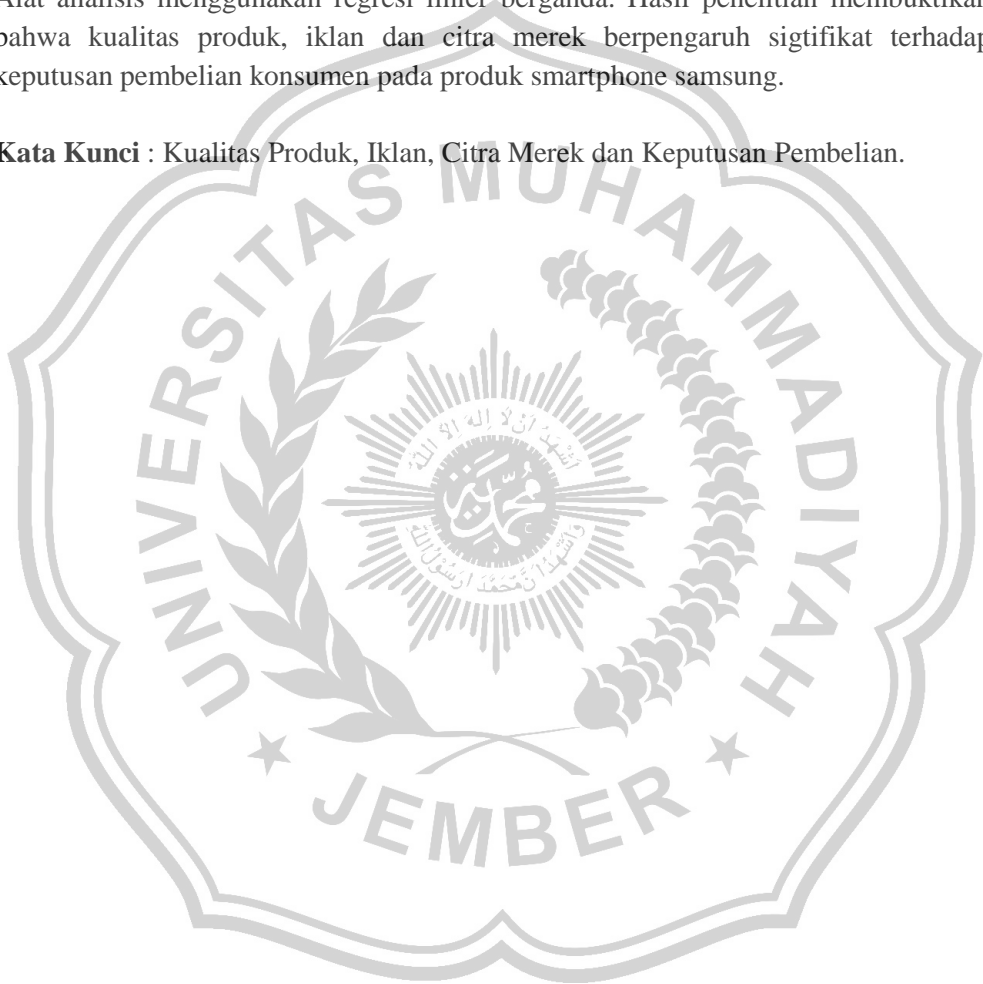 Alat analisis menggunakan regresi linier berganda. Hasil penelitian membuktikan
bahwa kualitas produk, iklan dan citra merek berpengaruh sigtifikat terhadap
keputusan pembelian konsumen pada produk smartphone samsung.
Kata Kunci : Kualitas Produk, Iklan, Citra Merek dan Keputusan Pembelian.
UNIVERSITAS MUHAMMADIYAH
JEMBER